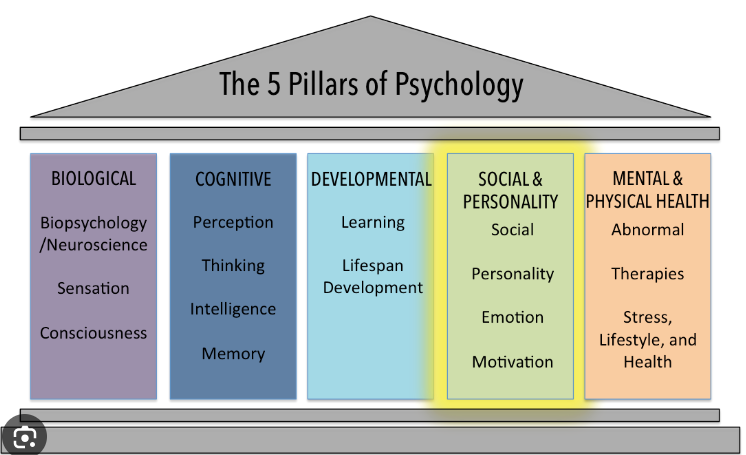 The 5 Pillars of Psychology
BIOLOGICAL
Biopsychology
/Neuroscience
Sensation
Consciousness
COGNITIVE
Perception
Thinking
Intelligence
Memory
DEVELOPMENTAL
Learning
Lifespan
Development
SOCIAL &
PERSONALITY
Social
Personality
Emotion
Motivation
MENTAL &
PHYSICAL HEALTH
Abnormal
Therapies
Stress,
Lifestyle, and
Health